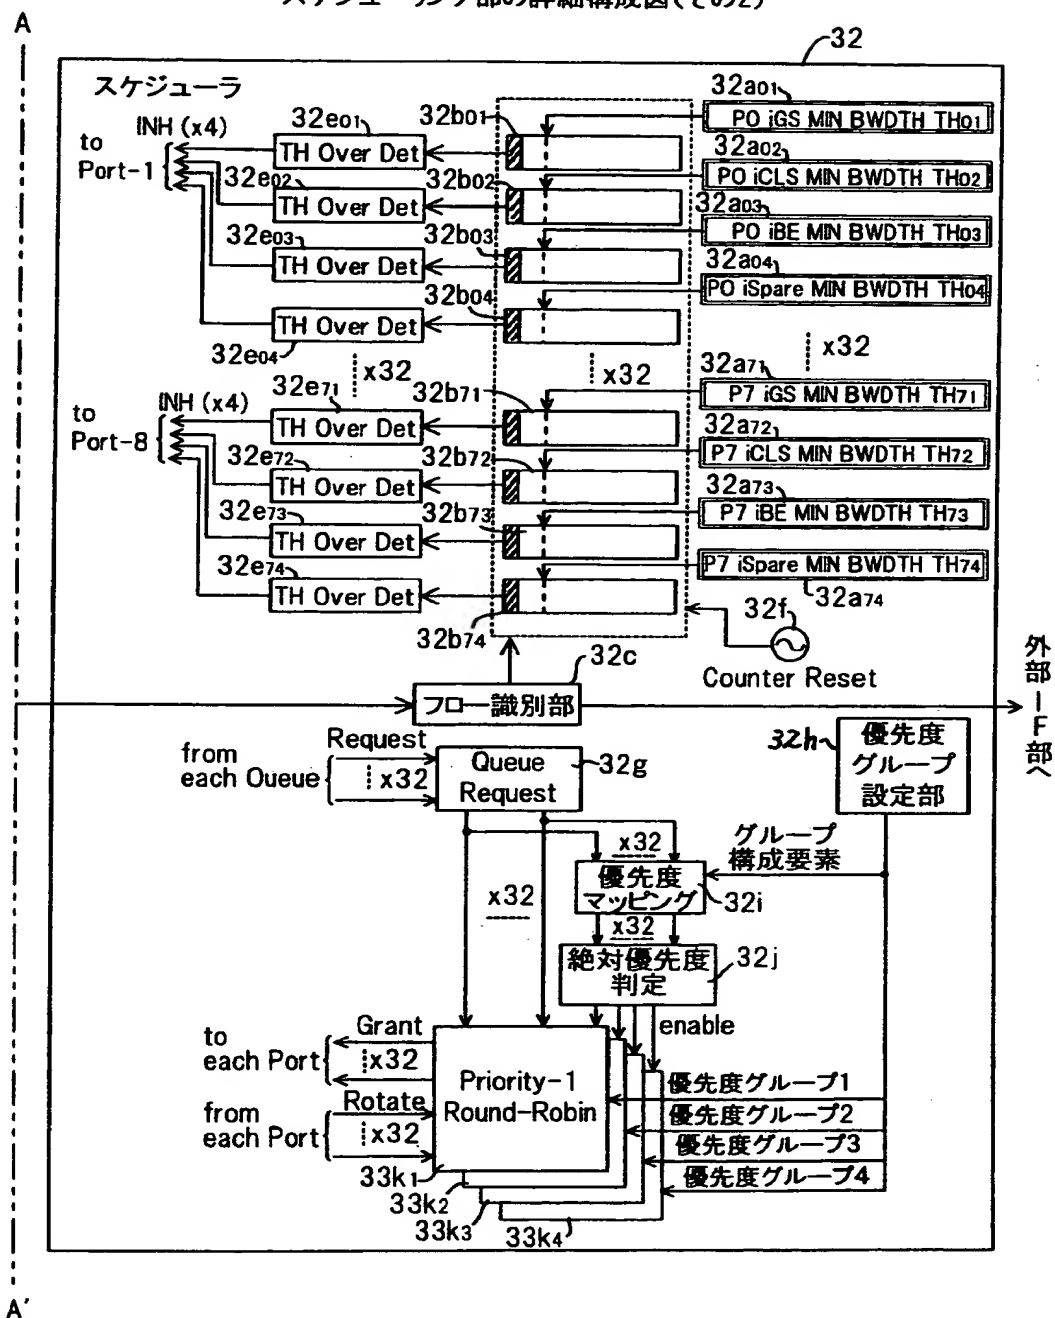 スケジューリング部の詳細構成図(その2)
A
32
スケジューラ
INH (x4)
to
Port-1
32e01
TH Over Det
32b01
32a01
P0 iGS MIN BWDTH TH01
32e02
TH Over Det
32b02
32a02
P0 iCLS MIN BWDTH TH02
32e03
TH Over Det
32b03
32a03
P0 iBE MIN BWDTH TH03
32b04
TH Over Det
32e04
32a04
P0 iSpare MIN BWDTH TH04
x32
x32
x32
INH (x4)
to
Port-8
32e71
TH Over Det
32b71
32a71
P7 iGS MIN BWDTH TH71
32e72
TH Over Det
32b72
32a72
P7 iCLS MIN BWDTH TH72
32e73
TH Over Det
32b73
32a73
P7 iBE MIN BWDTH TH73
32e74
TH Over Det
32b74
P7 iSpare MIN BWDTH TH74
32a74
32f
Counter Reset
32c
フロー識別部
外部IF部へ
from
each Queue
Request
x32
Queue
Request
32g
32h
優先度
グループ
設定部
x32
グループ
構成要素
優先度
マッピング
32i
x32
x32
絶対優先度
判定
32j
enable
to
each Port
Grant
x32
from
each Port
Rotate
x32
Priority-1
Round-Robin
優先度グループ1
優先度グループ2
優先度グループ3
優先度グループ4
33k1
33k2
33k3
33k4
A'